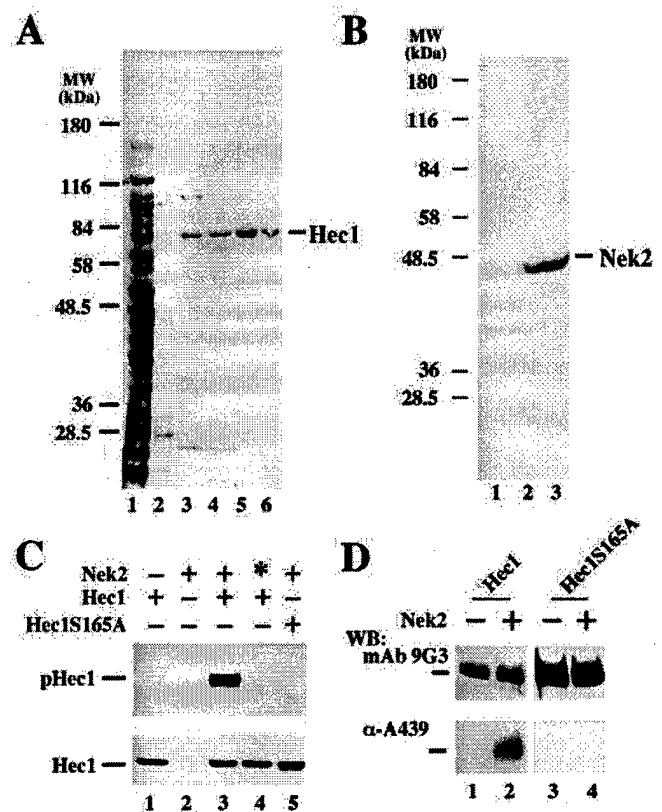 A
MW
(kDa)
180
116
84
58
48.5
36
28.5
Hec1
1 2 3 4 5 6
B
MW
(kDa)
180
116
84
58
48.5
36
28.5
Nek2
1 2 3
C
Nek2 – + + * +
Hec1 + – + + –
Hec1S165A – – – – +
pHec1
Hec1
1 2 3 4 5
D
Hec1 Hec1S165A
Nek2 – + – +
WB:
mAb 9G3
α-A439
1 2 3 4